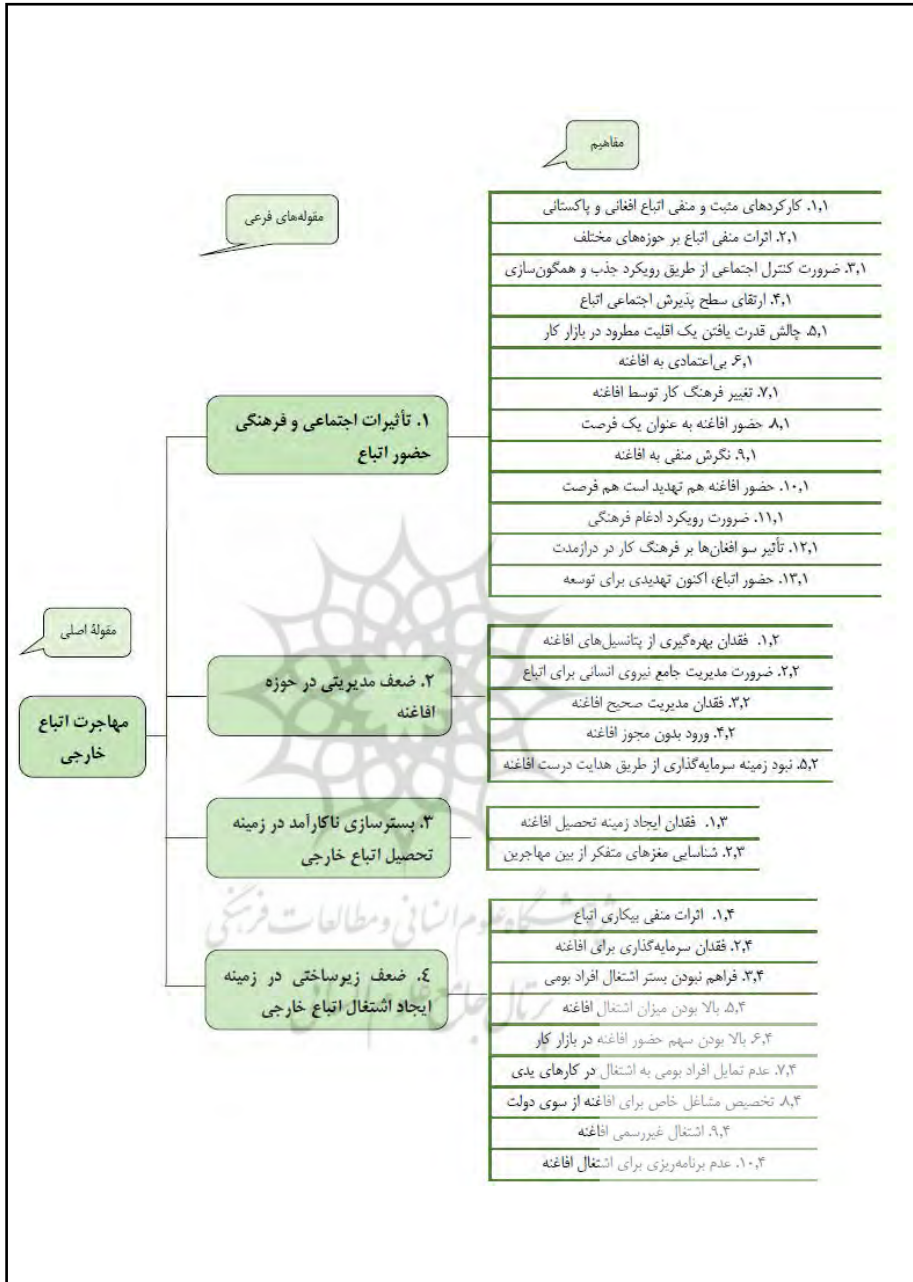 مفاهیم
مقوله‌های فرعی
۱,۱. کارکردهای مثبت و منفی اتباع افغانی و پاکستانی
۲,۱. اثرات منفی اتباع بر حوزه‌های مختلف
۳,۱. ضرورت کنترل اجتماعی از طریق رویکرد جذب و همگون‌سازی
۴,۱. ارتقای سطح پذیرش اجتماعی اتباع
۵,۱. چالش قدرت یافتن یک اقلیت مطرود در بازار کار
۶,۱. بی‌اعتمادی به افاغنه
۷,۱. تغییر فرهنگ کار توسط افاغنه
۸,۱. حضور افاغنه به عنوان یک فرصت
۹,۱. نگرش منفی به افاغنه
۱۰,۱. حضور افاغنه هم تهدید است هم فرصت
۱۱,۱. ضرورت رویکرد ادغام فرهنگی
۱۲,۱. تأثیر سو افغان‌ها بر فرهنگ کار در درازمدت
۱۳,۱. حضور اتباع، اکنون تهدیدی برای توسعه
۱. تأثیرات اجتماعی و فرهنگی
حضور اتباع
مقولهٔ اصلی
مهاجرت اتباع
خارجی
۱,۲. فقدان بهره‌گیری از پتانسیل‌های افاغنه
۲,۲. ضرورت مدیریت جامع نیروی انسانی برای اتباع
۳,۲. فقدان مدیریت صحیح افاغنه
۴,۲. ورود بدون مجوز افاغنه
۵,۲. نبود زمینه سرمایه‌گذاری از طریق هدایت درست افاغنه
۲. ضعف مدیریتی در حوزه
افاغنه
۱,۳. فقدان ایجاد زمینه تحصیل افاغنه
۲,۳. شناسایی مغزهای متفکر از بین مهاجرین
۳. بسترسازی ناکارآمد در زمینه
تحصیل اتباع خارجی
پژوهشگاه علوم انسانی و مطالعات فرهنگی
پرتال جامع علوم انسانی
۱,۴. اثرات منفی بیکاری اتباع
۲,۴. فقدان سرمایه‌گذاری برای افاغنه
۳,۴. فراهم نبودن بستر اشتغال افراد بومی
۵,۴. بالا بودن میزان اشتغال افاغنه
۶,۴. بالا بودن سهم حضور افاغنه در بازار کار
۷,۴. عدم تمایل افراد بومی به اشتغال در کارهای یدی
۸,۴. تخصیص مشاغل خاص برای افاغنه از سوی دولت
۹,۴. اشتغال غیررسمی افاغنه
۱۰,۴. عدم برنامه‌ریزی برای اشتغال افاغنه
٤. ضعف زیرساختی در زمینه
ایجاد اشتغال اتباع خارجی